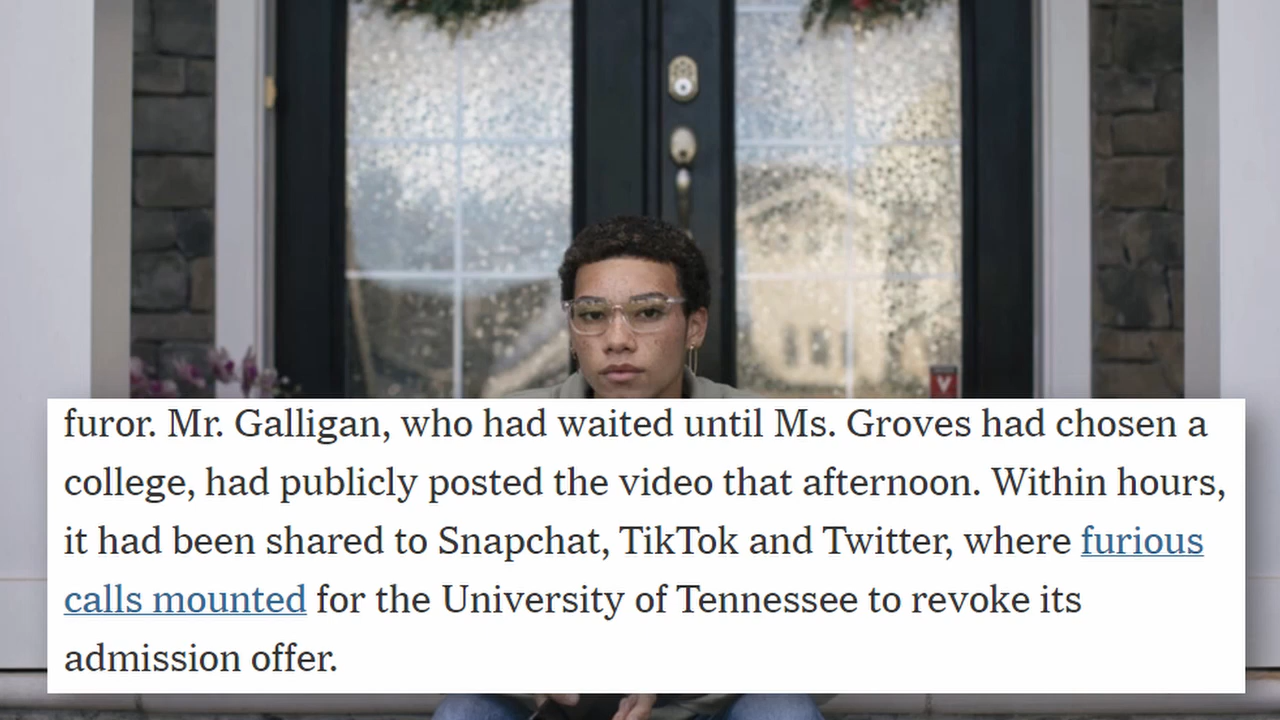 furor. Mr. Galligan, who had waited until Ms. Groves had chosen a
college, had publicly posted the video that afternoon. Within hours,
it had been shared to Snapchat, TikTok and Twitter, where furious
calls mounted for the University of Tennessee to revoke its
admission offer.
V